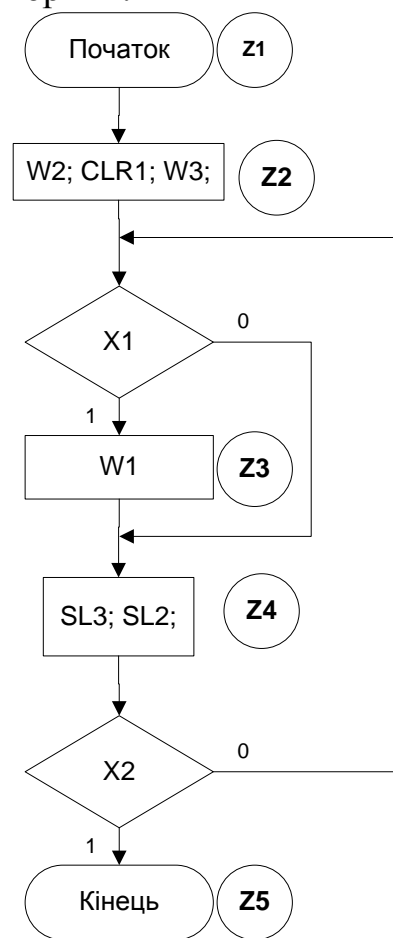 Початок Z1
W2; CLR1; W3; Z2
X1 0
1
W1 Z3
SL3; SL2; Z4
X2 0
1
Кінець Z5